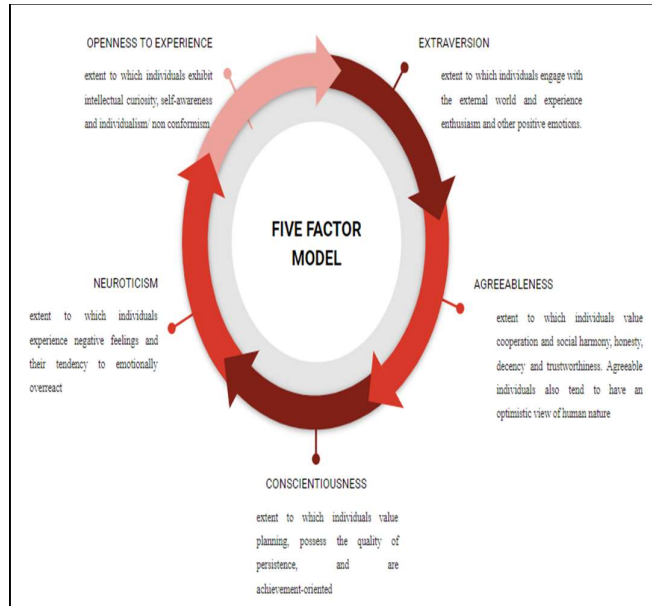 OPENNESS TO EXPERIENCE
extent to which individuals exhibit
intellectual curiosity, self-awareness
and individualism/ non conformism.
EXTRAVERSION
extent to which individuals engage with
the external world and experience
enthusiasm and other positive emotions.
FIVE FACTOR
MODEL
NEUROTICISM
extent to which individuals
experience negative feelings and
their tendency to emotionally
overreact
AGREEABLENESS
extent to which individuals value
cooperation and social harmony, honesty,
decency and trustworthiness. Agreeable
individuals also tend to have an
optimistic view of human nature
CONSCIENTIOUSNESS
extent to which individuals value
planning, possess the quality of
persistence, and are
achievement-oriented